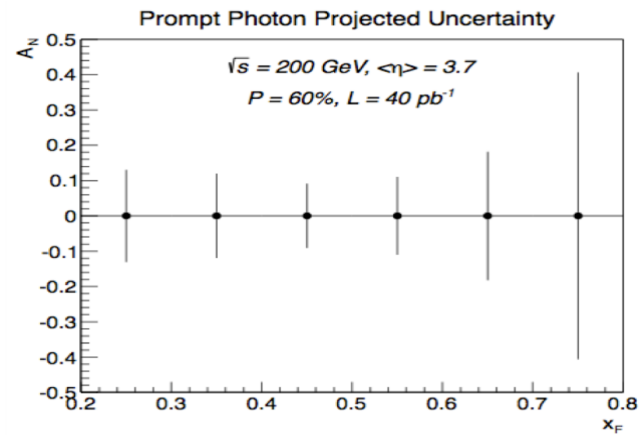 Prompt Photon Projected Uncertainty
A_N
√s = 200 GeV, <η> = 3.7
P = 60%, L = 40 pb⁻¹
0.5
0.4
0.3
0.2
0.1
0
-0.1
-0.2
-0.3
-0.4
-0.5
0.2 0.3 0.4 0.5 0.6 0.7 0.8
x_F